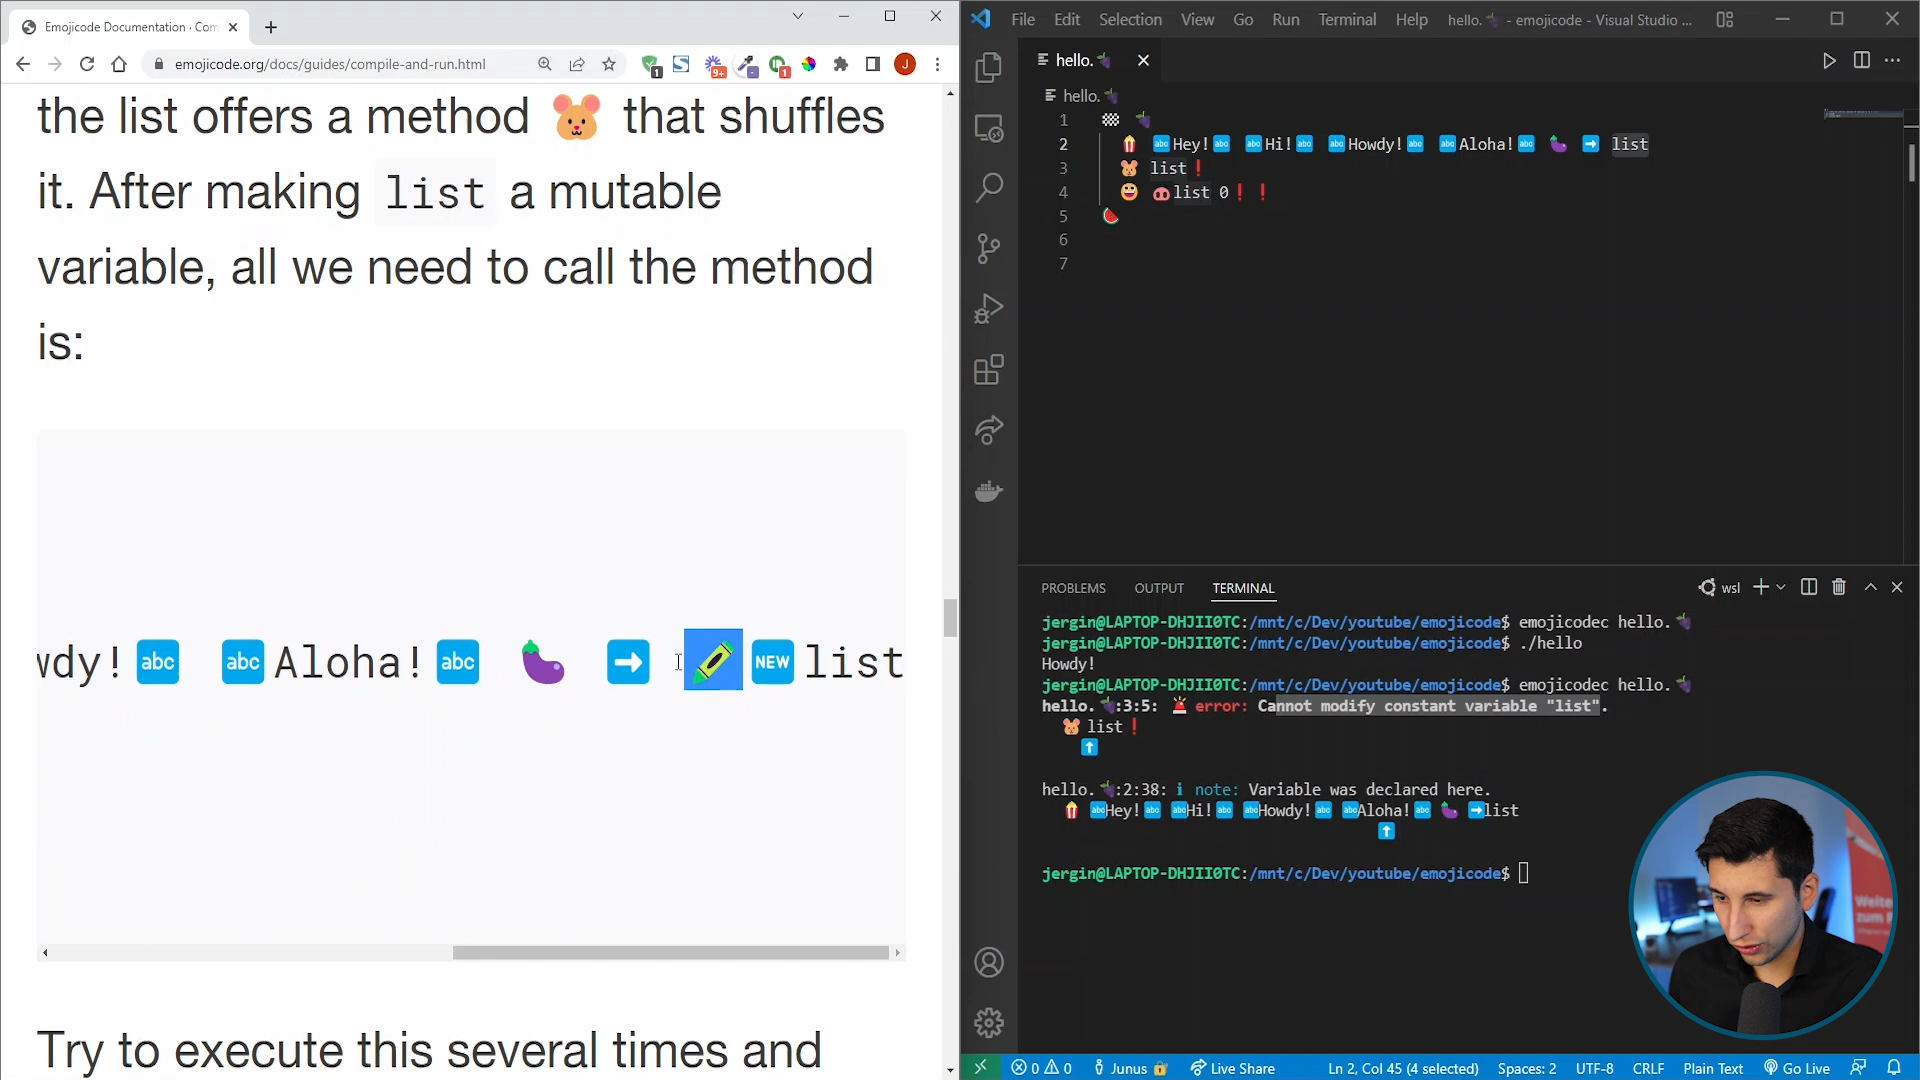 Emojicode Documentation · Com
emojicode.org/docs/guides/compile-and-run.html
1
9+
-
1
J
the list offers a method 🐹 that shuffles
it. After making list a mutable
variable, all we need to call the method
is:
wdy!🔤 🔤Aloha!🔤 🍆 ➡️ 🖍🆕list
Try to execute this several times and
File Edit Selection View Go Run Terminal Help hello.🍇 - emojicode - Visual Studio ...
hello.🍇
hello.🍇
1 🏁 🍇
2 🍿 🔤Hey!🔤 🔤Hi!🔤 🔤Howdy!🔤 🔤Aloha!🔤 🍆 ➡️ list
3 🐹 list❗
4 😀 🐽list 0❗❗
5 🍉
6
7
PROBLEMS OUTPUT TERMINAL wsl
jergin@LAPTOP-DHJII0TC:/mnt/c/Dev/youtube/emojicode$ emojicodec hello.🍇
jergin@LAPTOP-DHJII0TC:/mnt/c/Dev/youtube/emojicode$ ./hello
Howdy!
jergin@LAPTOP-DHJII0TC:/mnt/c/Dev/youtube/emojicode$ emojicodec hello.🍇
hello.🍇:3:5: 🚨 error: Cannot modify constant variable "list".
🐹 list❗
⬆️
hello.🍇:2:38: ℹ️ note: Variable was declared here.
🍿 🔤Hey!🔤 🔤Hi!🔤 🔤Howdy!🔤 🔤Aloha!🔤 🍆 ➡️list
⬆️
jergin@LAPTOP-DHJII0TC:/mnt/c/Dev/youtube/emojicode$
Weite
zum F
0 0 Junus 🔒 Live Share Ln 2, Col 45 (4 selected) Spaces: 2 UTF-8 CRLF Plain Text Go Live